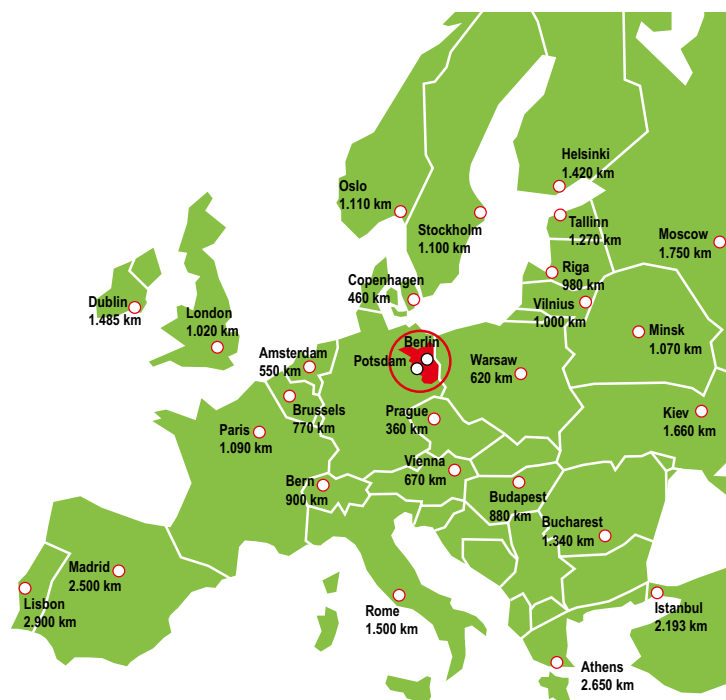 Helsinki
1.420 km
Oslo
1.110 km
Stockholm
1.100 km
Tallinn
1.270 km
Moscow
1.750 km
Riga
980 km
Copenhagen
460 km
Vilnius
1.000 km
Dublin
1.485 km
London
1.020 km
Minsk
1.070 km
Berlin
Potsdam
Amsterdam
550 km
Warsaw
620 km
Brussels
770 km
Prague
360 km
Kiev
1.660 km
Paris
1.090 km
Vienna
670 km
Bern
900 km
Budapest
880 km
Bucharest
1.340 km
Madrid
2.500 km
Lisbon
2.900 km
Rome
1.500 km
Istanbul
2.193 km
Athens
2.650 km